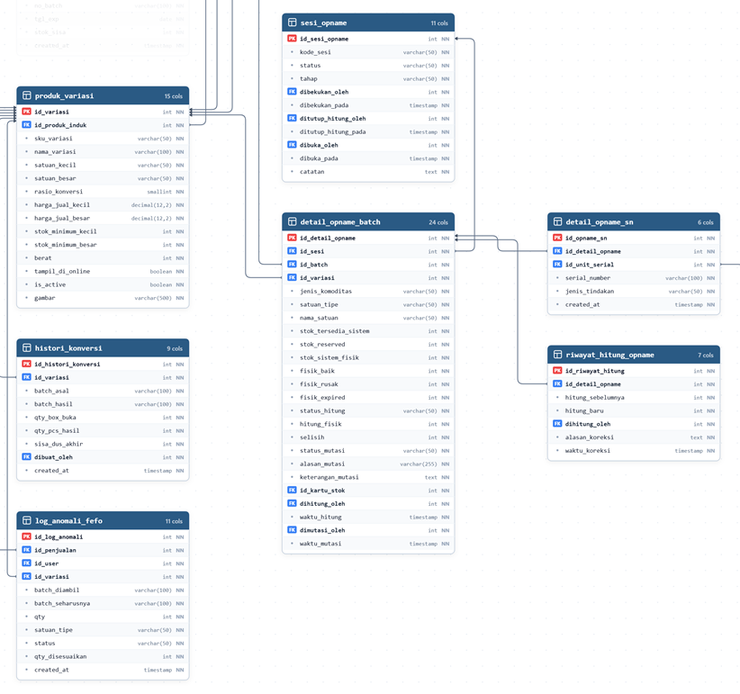 created_at
produk_variasi 15 cols
PK id_variasi int NN
FK id_produk_induk int NN
sku_variasi varchar(50) NN
nama_variasi varchar(100) NN
satuan_kecil varchar(50) NN
satuan_besar varchar(50) NN
rasio_konversi smallint NN
harga_jual_kecil decimal(12,2) NN
harga_jual_besar decimal(12,2) NN
stok_minimum_kecil int NN
stok_minimum_besar int NN
berat int NN
tampil_di_online boolean NN
is_active boolean NN
gambar varchar(500) NN
histori_konversi 9 cols
PK id_histori_konversi int NN
FK id_variasi int NN
batch_asal varchar(100) NN
batch_hasil varchar(100) NN
qty_box_buka int NN
qty_pcs_hasil int NN
sisa_dus_akhir int NN
FK dibuat_oleh int NN
created_at timestamp NN
log_anomali_fefo 11 cols
PK id_log_anomali int NN
FK id_penjualan int NN
FK id_user int NN
FK id_variasi int NN
batch_diambil varchar(100) NN
batch_seharusnya varchar(100) NN
qty int NN
satuan_tipe varchar(50) NN
status varchar(50) NN
qty_disesuaikan int NN
created_at timestamp NN
sesi_opname 11 cols
PK id_sesi_opname int NN
kode_sesi varchar(50) NN
status varchar(50) NN
tahap varchar(50) NN
FK dibekukan_oleh int NN
dibekukan_pada timestamp NN
FK ditutup_hitung_oleh int NN
ditutup_hitung_pada timestamp NN
FK dibuka_oleh int NN
dibuka_pada timestamp NN
catatan text NN
detail_opname_batch 24 cols
PK id_detail_opname int NN
FK id_sesi int NN
FK id_batch int NN
FK id_variasi int NN
jenis_komoditas varchar(50) NN
satuan_tipe varchar(50) NN
nama_satuan varchar(50) NN
stok_tersedia_sistem int NN
stok_reserved int NN
stok_sistem_fisik int NN
fisik_baik int NN
fisik_rusak int NN
fisik_expired int NN
status_hitung varchar(50) NN
hitung_fisik int NN
selisih int NN
status_mutasi varchar(50) NN
alasan_mutasi varchar(255) NN
keterangan_mutasi text NN
FK id_kartu_stok int NN
FK dihitung_oleh int NN
waktu_hitung timestamp NN
FK dimutasi_oleh int NN
waktu_mutasi timestamp NN
detail_opname_sn 6 cols
PK id_opname_sn int NN
FK id_detail_opname int NN
FK id_unit_serial int NN
serial_number varchar(100) NN
jenis_tindakan varchar(50) NN
created_at timestamp NN
riwayat_hitung_opname 7 cols
PK id_riwayat_hitung int NN
FK id_detail_opname int NN
hitung_sebelumnya int NN
hitung_baru int NN
FK dihitung_oleh int NN
alasan_koreksi text NN
waktu_koreksi timestamp NN